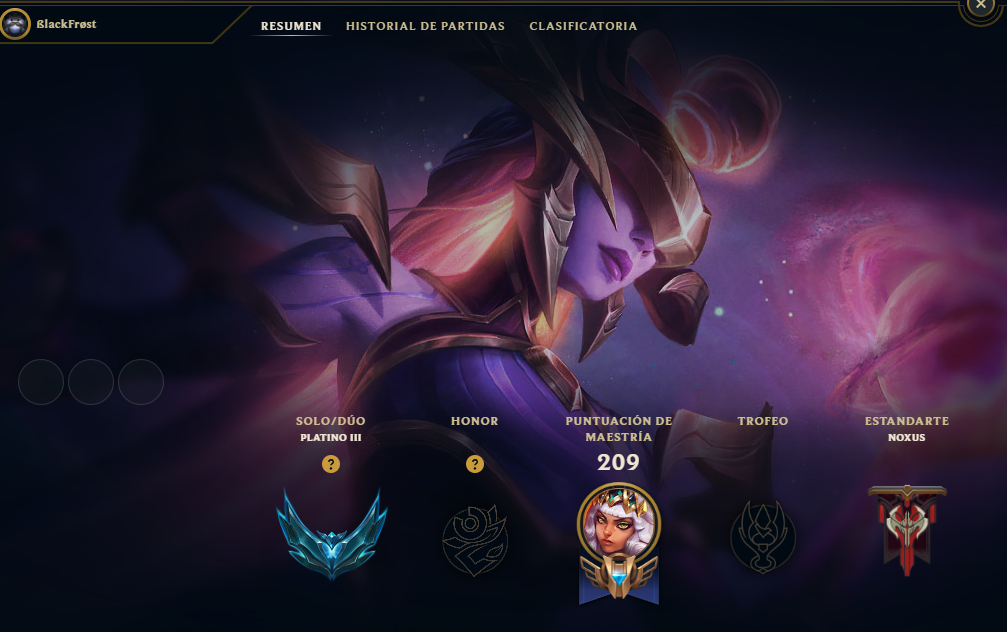 ßlackFrøst
RESUMEN
HISTORIAL DE PARTIDAS
CLASIFICATORIA
SOLO/DÚO
PLATINO III
?
HONOR
?
PUNTUACIÓN DE
MAESTRÍA
209
TROFEO
ESTANDARTE
NOXUS